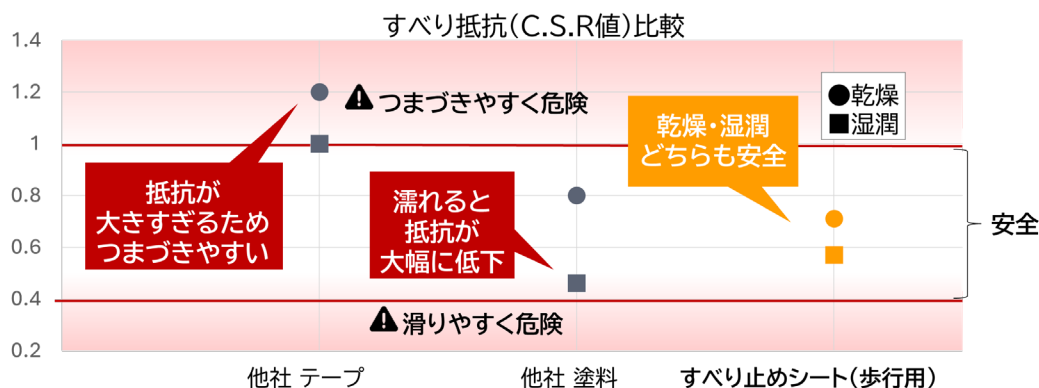 すべり抵抗(C.S.R値)比較
1.4
1.2
1
0.8
0.6
0.4
0.2
つまづきやすく危険
●乾燥
■湿潤
抵抗が
大きすぎるため
つまづきやすい
濡れると
抵抗が
大幅に低下
乾燥・湿潤
どちらも安全
安全
滑りやすく危険
他社 テープ
他社 塗料
すべり止めシート(歩行用)